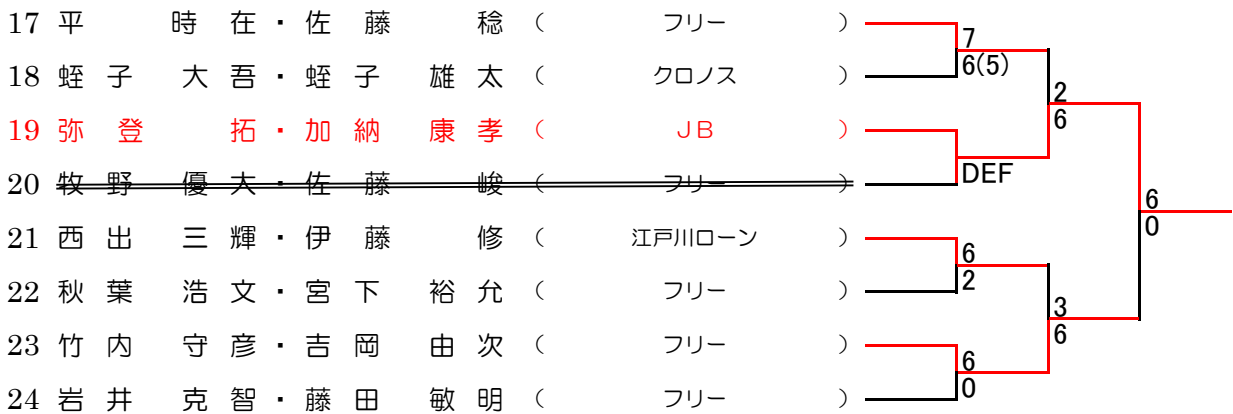 17 平 時 在・佐 藤 稔 ( フリー )
7
18 蛭 子 大 吾・蛭 子 雄 太 ( クロノス )
6(5)
2
19 弥 登 拓・加 納 康 孝 ( JB )
6
20 牧 野 優 大・佐 藤 峻 ( フリー )
DEF
6
0
21 西 出 三 輝・伊 藤 修 ( 江戸川ローン )
6
22 秋 葉 浩 文・宮 下 裕 允 ( フリー )
2
3
23 竹 内 守 彦・吉 岡 由 次 ( フリー )
6
6
24 岩 井 克 智・藤 田 敏 明 ( フリー )
0